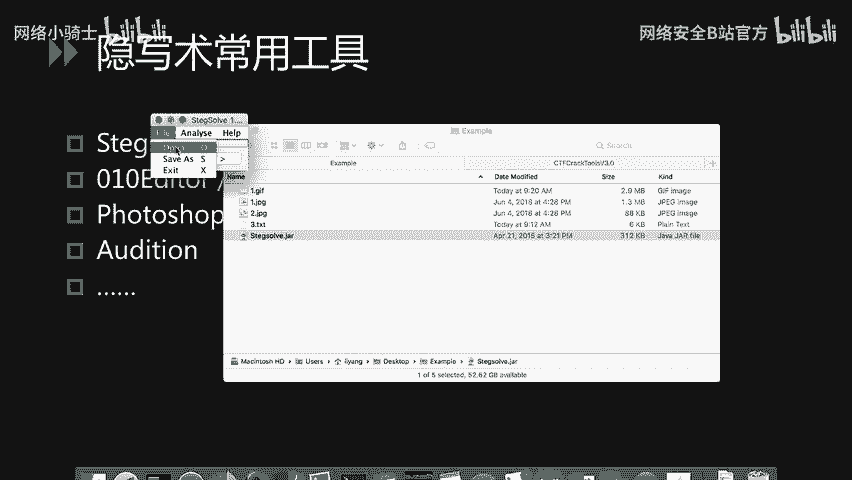 网络小骑士 bilibili
网络安全B站官方 bilibili
隐写术常用工具
StegSolve 1....
File Analyse Help
Open O
Save As S
Exit X
>
Steg
010Editor /
Photoshop
Audition
......
Example
Search
Example
CTFCrackToolsV3.0
Name Date Modified Size Kind
1.gif Today at 9:20 AM 2.9 MB GIF image
1.jpg Jun 4, 2018 at 4:28 PM 1.3 MB JPEG image
2.jpg Jun 4, 2018 at 4:28 PM 88 KB JPEG image
3.txt Today at 9:12 AM 6 KB Plain Text
Stegsolve.jar Apr 21, 2018 at 3:21 PM 312 KB Java JAR file
Macintosh HD › Users › liyang › Desktop › Example › Stegsolve.jar
1 of 5 selected, 52.62 GB available